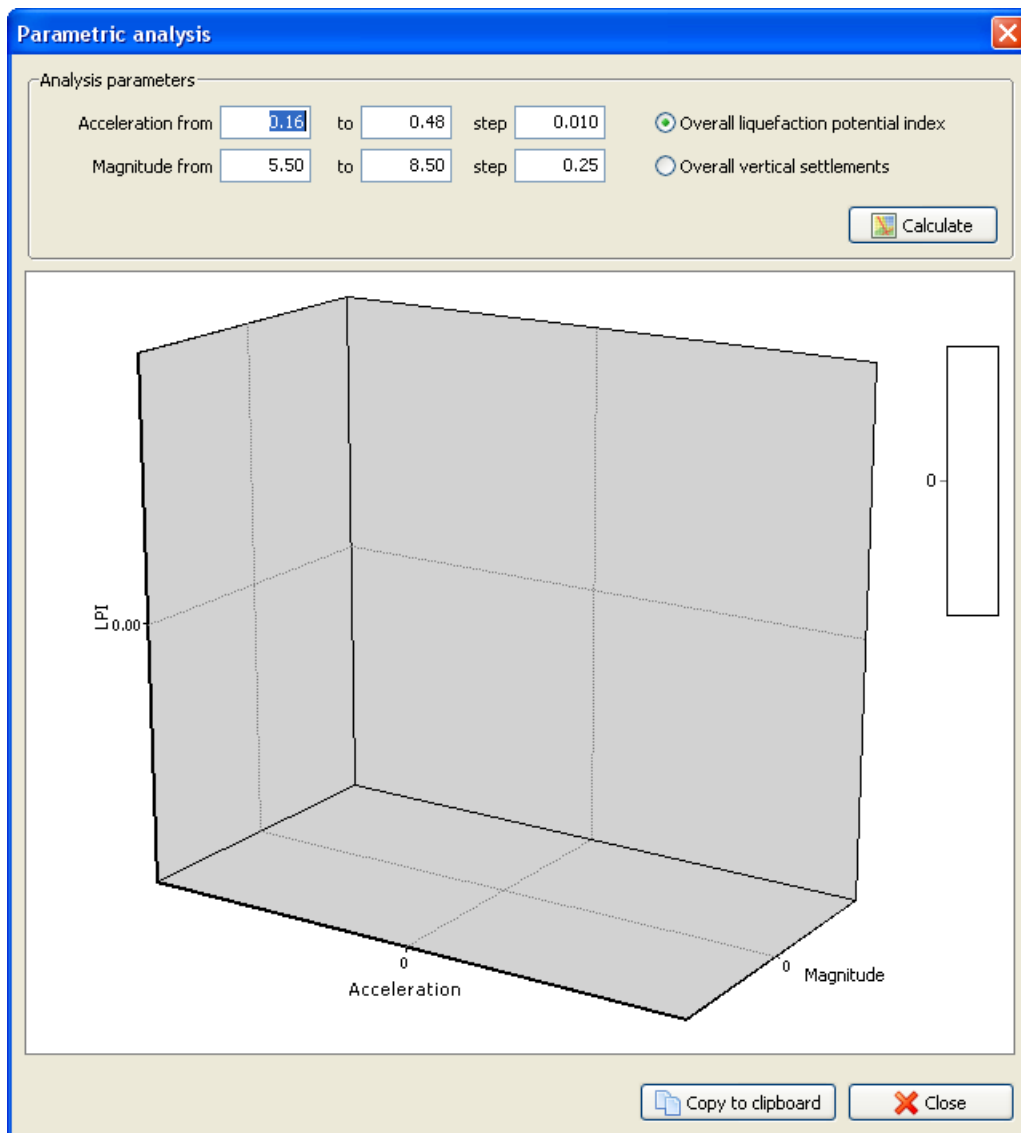 Parametric analysis
Analysis parameters
Acceleration from 0.16 to 0.48 step 0.010 Overall liquefaction potential index
Magnitude from 5.50 to 8.50 step 0.25 Overall vertical settlements
Calculate
0
LPI
0.00
0
0
Magnitude
Acceleration
Copy to clipboard Close